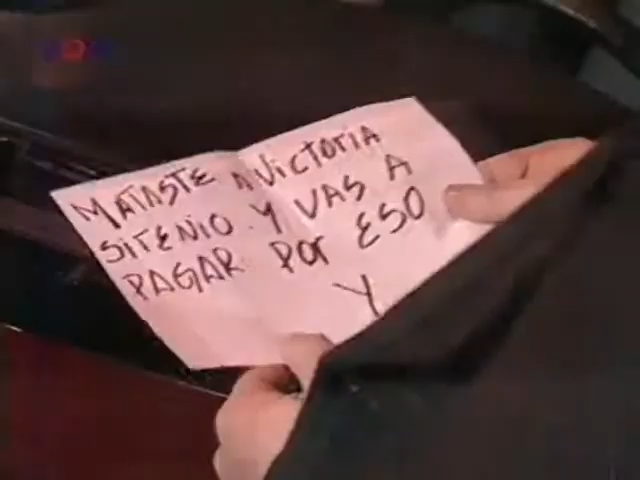 MATASTE A VICTORIA
SITENIO Y VAS A
PAGAR POR ESO
Y